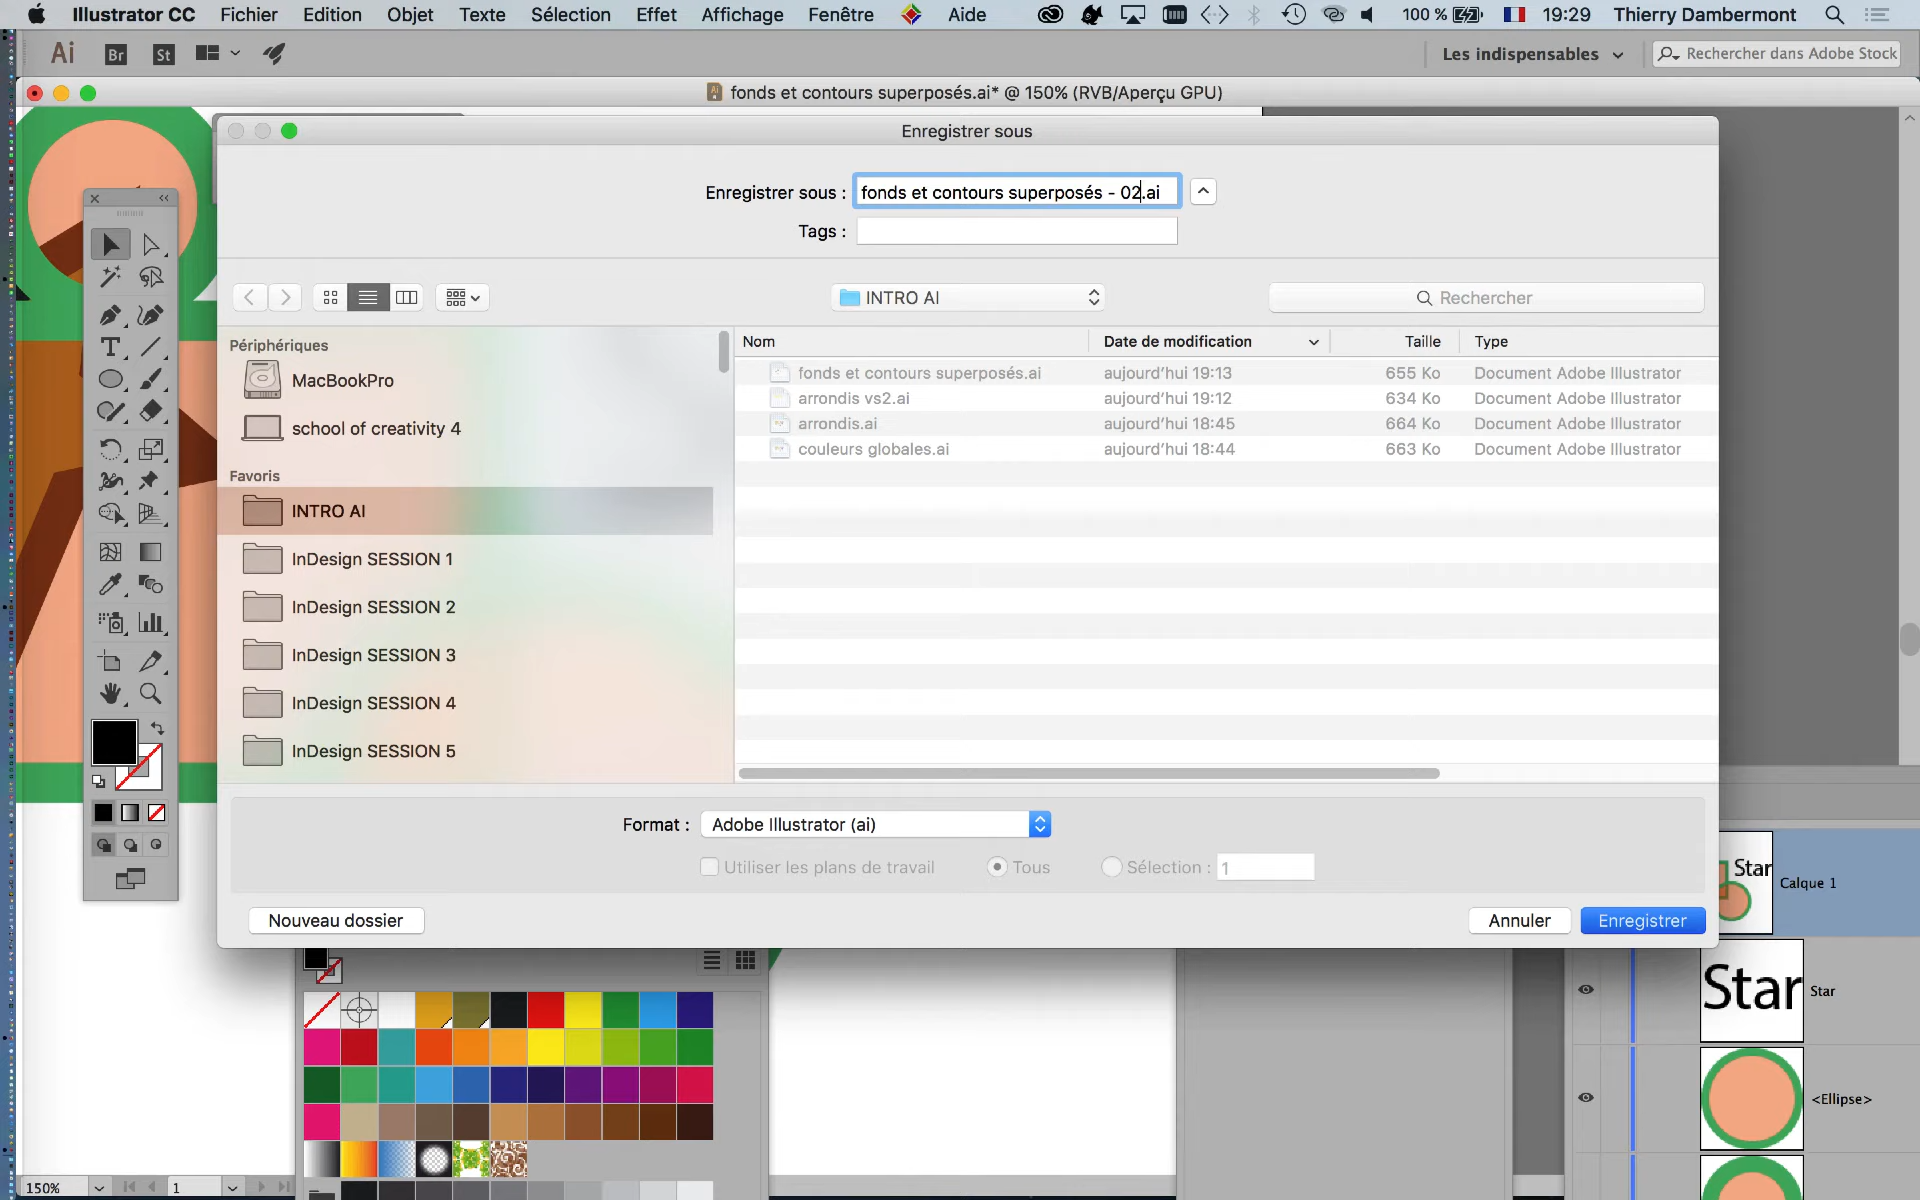 Illustrator CC Fichier Edition Objet Texte Sélection Effet Affichage Fenêtre Aide 100 % 19:29 Thierry Dambermont
Ai Br St Les indispensables Rechercher dans Adobe Stock
fonds et contours superposés.ai* @ 150% (RVB/Aperçu GPU)
Enregistrer sous
Enregistrer sous : fonds et contours superposés - 02.ai
Tags :
INTRO AI Rechercher
Périphériques
MacBookPro
school of creativity 4
Favoris
INTRO AI
InDesign SESSION 1
InDesign SESSION 2
InDesign SESSION 3
InDesign SESSION 4
InDesign SESSION 5
Nom Date de modification Taille Type
fonds et contours superposés.ai aujourd'hui 19:13 655 Ko Document Adobe Illustrator
arrondis vs2.ai aujourd'hui 19:12 634 Ko Document Adobe Illustrator
arrondis.ai aujourd'hui 18:45 664 Ko Document Adobe Illustrator
couleurs globales.ai aujourd'hui 18:44 663 Ko Document Adobe Illustrator
Format : Adobe Illustrator (ai)
Utiliser les plans de travail Tous Sélection : 1
Nouveau dossier Annuler Enregistrer
Star Calque 1
Star Star
<Ellipse>
150% 1